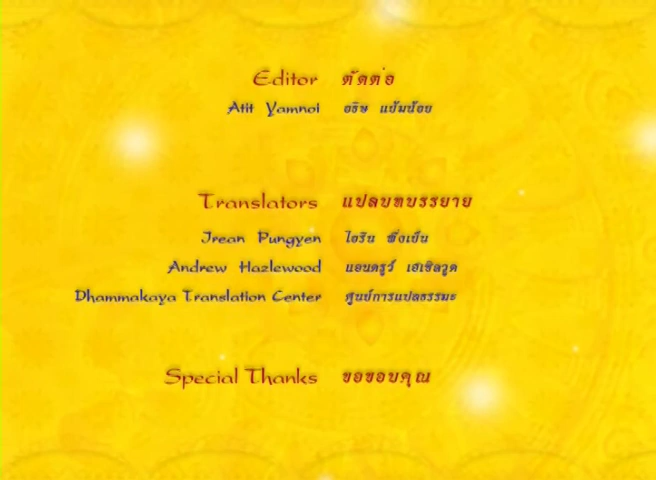 Editor ตัดต่อ
Atit Yamnoi อธิษ แย้มน้อย
Translators แปลบทบรรยาย
Irean Pungyen ไอริน พึ่งเย็น
Andrew Hazlewood แอนดรูว์ เฮเซิลวูด
Dhammakaya Translation Center ศูนย์การแปลธรรมะ
Special Thanks ขอขอบคุณ